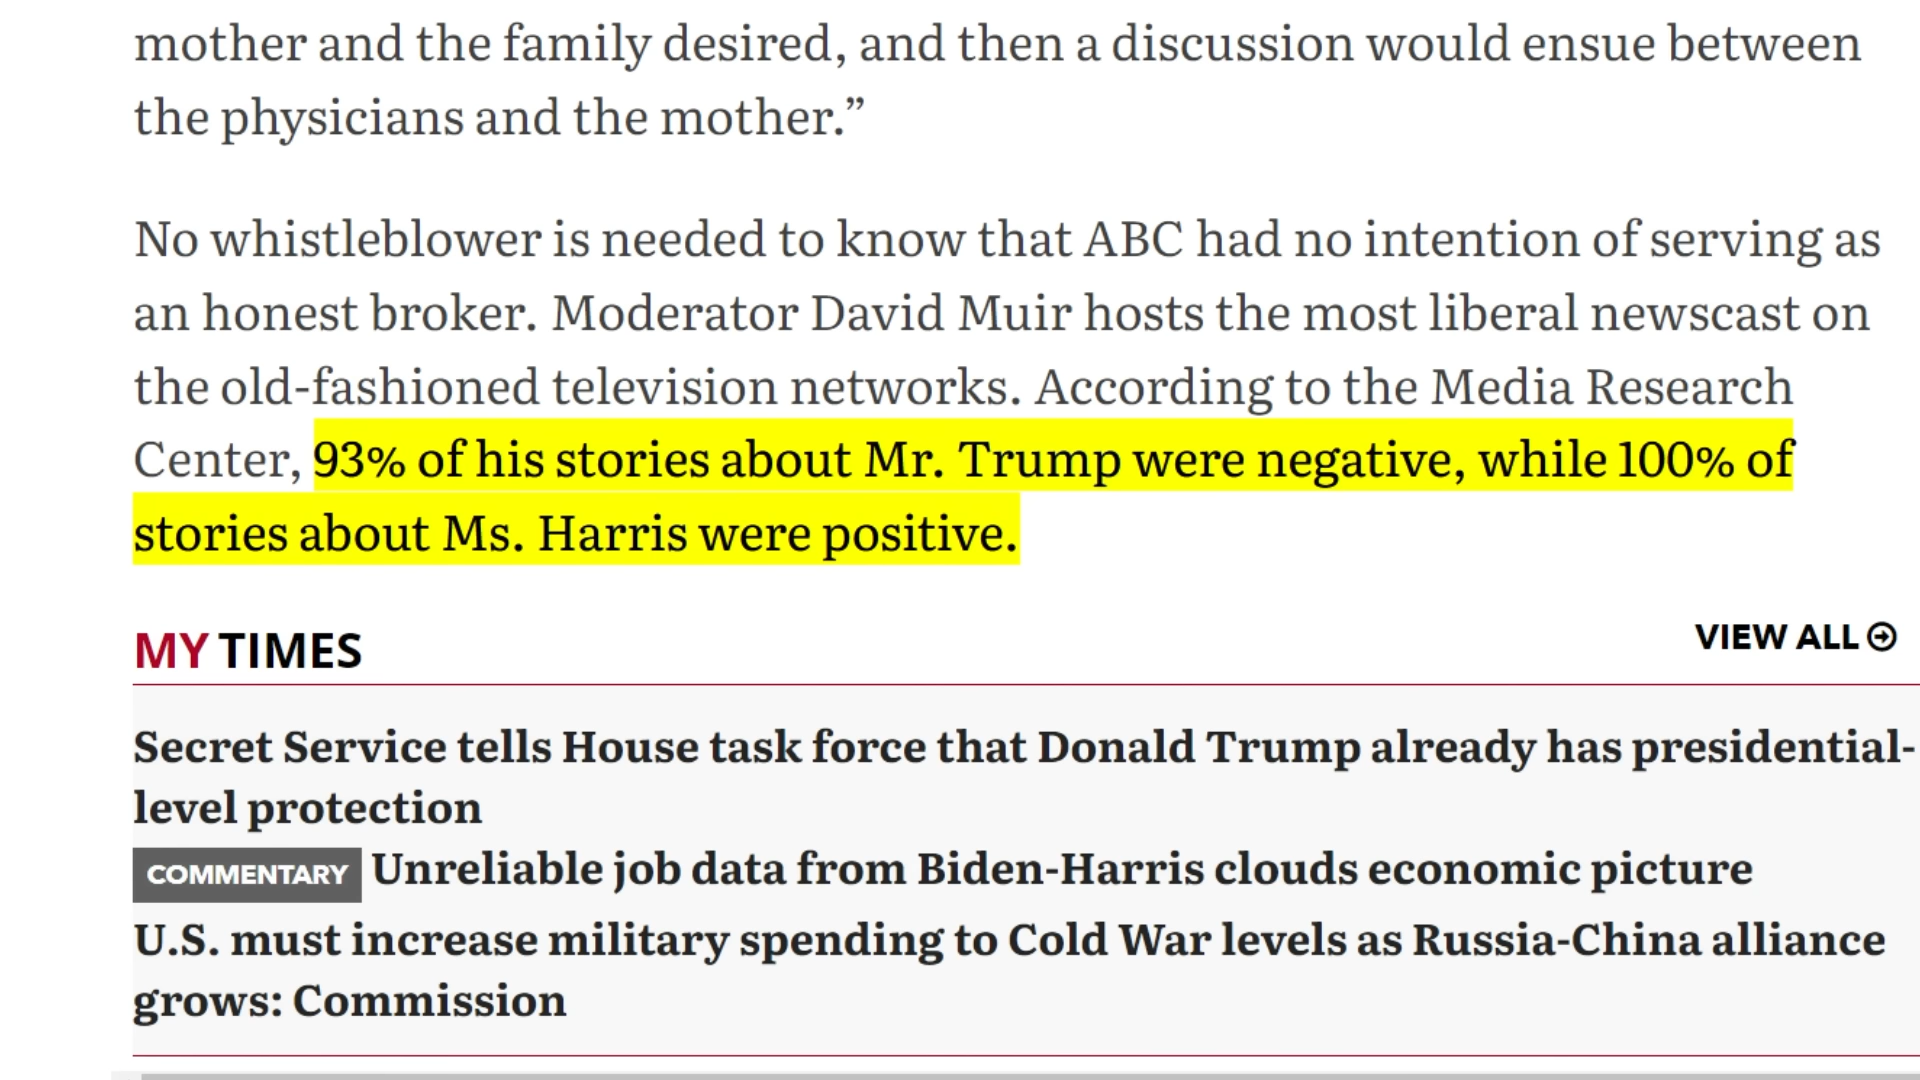 mother and the family desired, and then a discussion would ensue between
the physicians and the mother.”
No whistleblower is needed to know that ABC had no intention of serving as
an honest broker. Moderator David Muir hosts the most liberal newscast on
the old-fashioned television networks. According to the Media Research
Center, 93% of his stories about Mr. Trump were negative, while 100% of
stories about Ms. Harris were positive.
MY TIMES
VIEW ALL
Secret Service tells House task force that Donald Trump already has presidential-
level protection
COMMENTARY Unreliable job data from Biden-Harris clouds economic picture
U.S. must increase military spending to Cold War levels as Russia-China alliance
grows: Commission